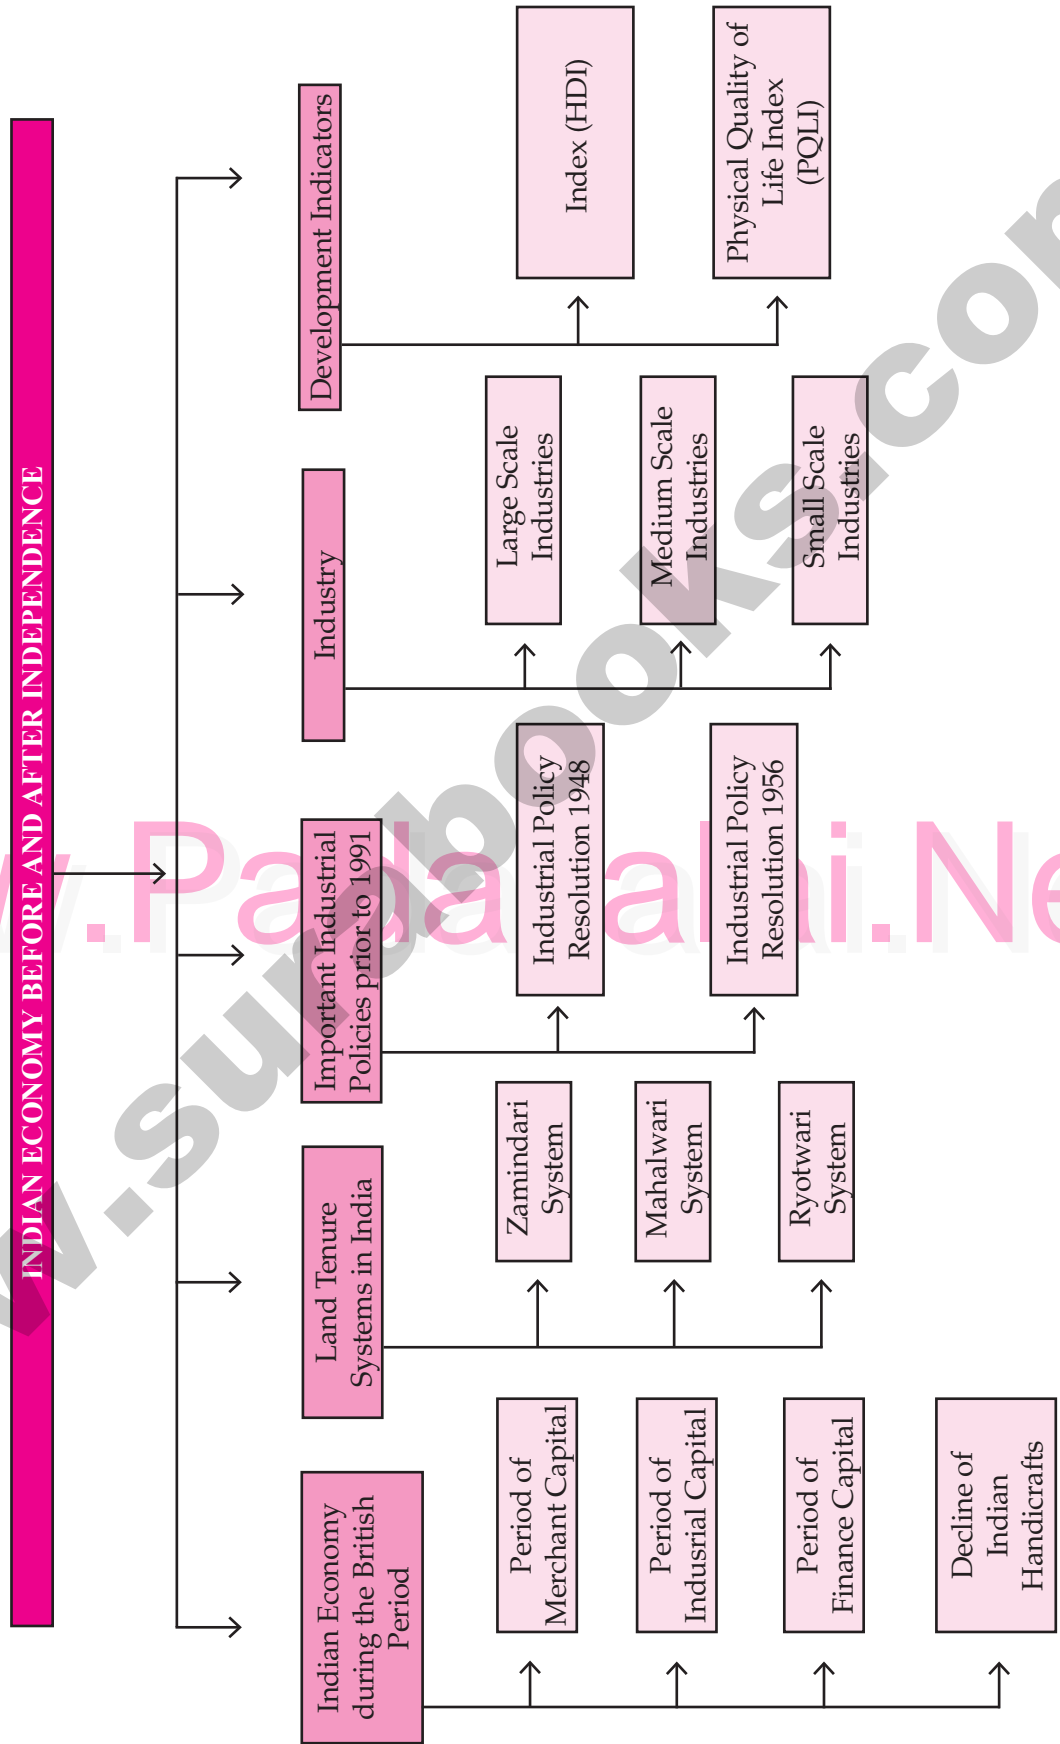 INDIAN ECONOMY BEFORE AND AFTER INDEPENDENCE
Indian Economy
during the British
Period
Period of
Merchant Capital
Period of
Indusrial Capital
Period of
Finance Capital
Decline of
Indian
Handicrafts
Land Tenure
Systems in India
Zamindari
System
Mahalwari
System
Ryotwari
System
Important Industrial
Policies prior to 1991
Industrial Policy
Resolution 1948
Industrial Policy
Resolution 1956
Industry
Large Scale
Industries
Medium Scale
Industries
Small Scale
Industries
Development Indicators
Index (HDI)
Physical Quality of
Life Index
(PQLI)
w.surabooks.com
w.Padasalai.Ne